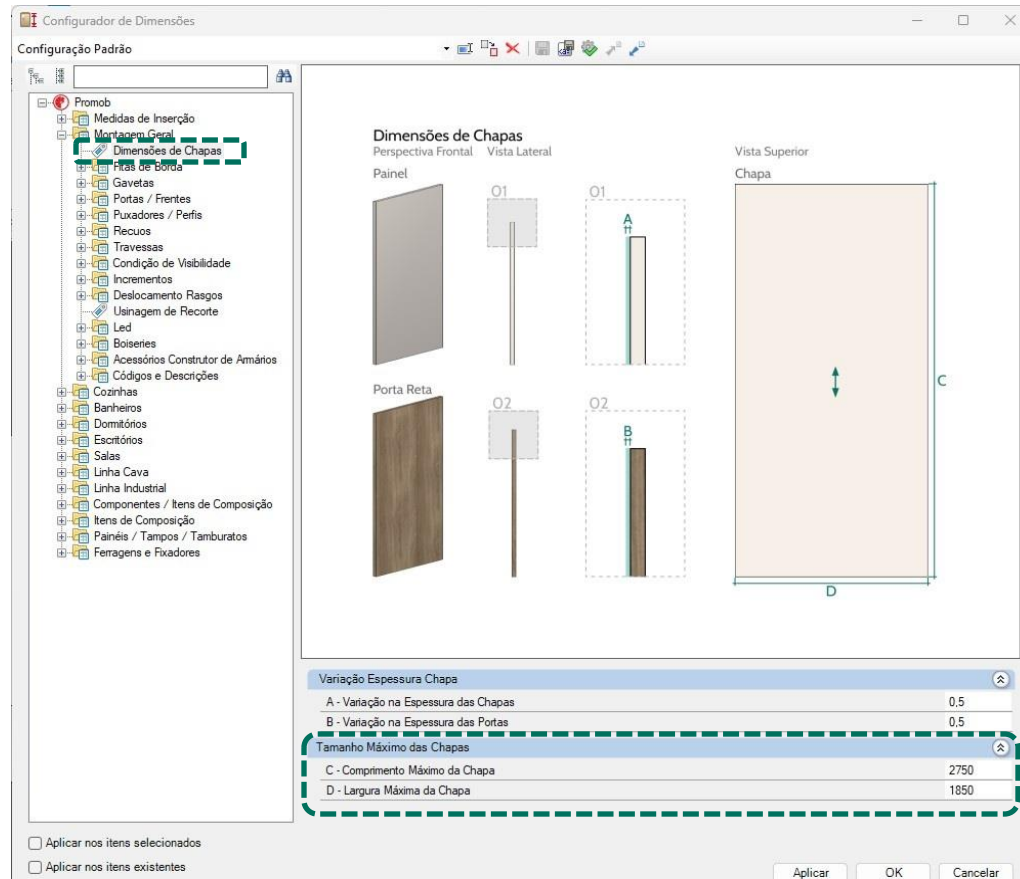 Configurador de Dimensões
Configuração Padrão
Promob
Medidas de Inserção
Montagem Geral
Dimensões de Chapas
Fitas de Borda
Gavetas
Portas / Frentes
Puxadores / Perfis
Recuos
Travessas
Condição de Visibilidade
Incrementos
Deslocamento Rasgos
Usinagem de Recorte
Led
Boiseries
Acessórios Construtor de Armários
Códigos e Descrições
Cozinhas
Banheiros
Dormitórios
Escritórios
Salas
Linha Cava
Linha Industrial
Componentes / Itens de Composição
Itens de Composição
Painéis / Tampos / Tamburatos
Ferragens e Fixadores
Dimensões de Chapas
Perspectiva Frontal Vista Lateral Vista Superior
Painel Chapa
O1 O1
A
C
Porta Reta
O2 O2
B
D
Variação Espessura Chapa
A - Variação na Espessura das Chapas 0,5
B - Variação na Espessura das Portas 0,5
Tamanho Máximo das Chapas
C - Comprimento Máximo da Chapa 2750
D - Largura Máxima da Chapa 1850
Aplicar nos itens selecionados
Aplicar nos itens existentes
Aplicar OK Cancelar